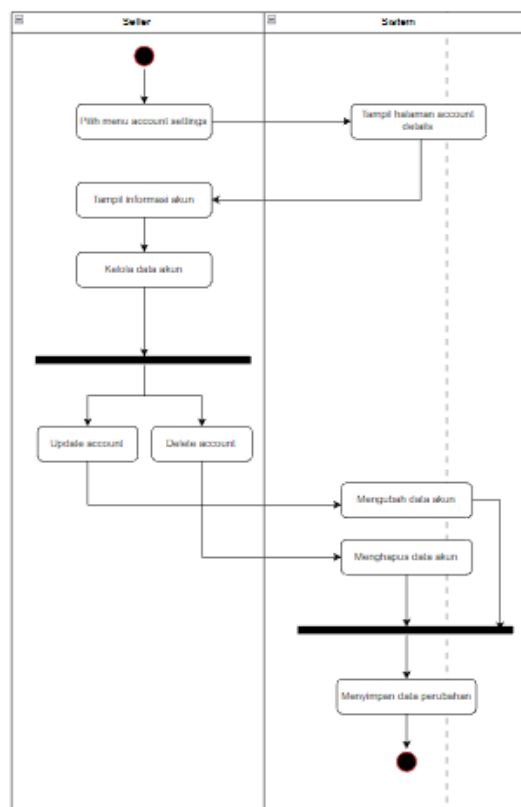 Seller
Sistem
Pilih menu account settings
Tampil halaman account
details
Tampil informasi akun
Kelola data akun
Update account
Delete account
Mengubah data akun
Menghapus data akun
Menyimpan data perubahan